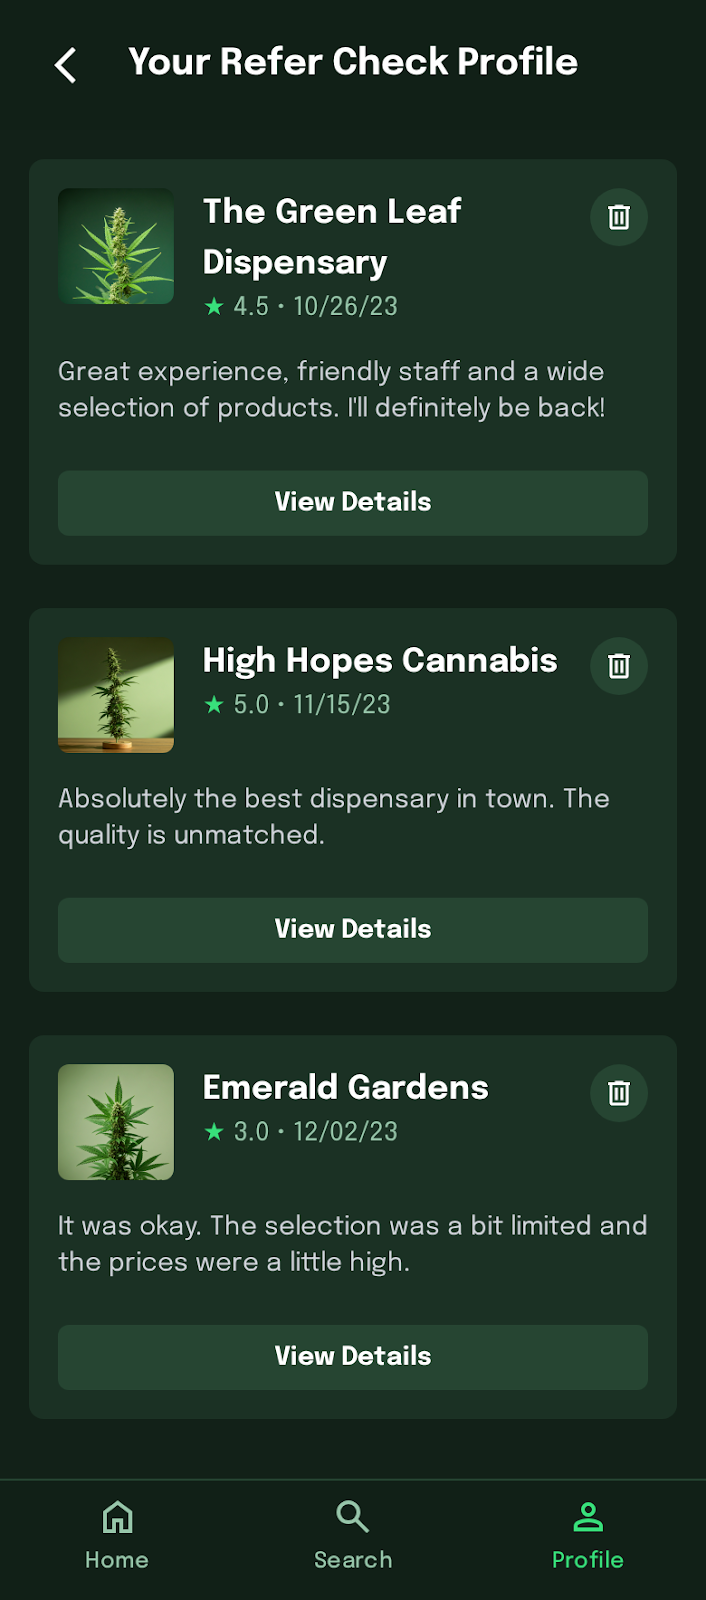 Your Refer Check Profile
The Green Leaf
Dispensary
★ 4.5 • 10/26/23
Great experience, friendly staff and a wide
selection of products. I'll definitely be back!
View Details
High Hopes Cannabis
★ 5.0 • 11/15/23
Absolutely the best dispensary in town. The
quality is unmatched.
View Details
Emerald Gardens
★ 3.0 • 12/02/23
It was okay. The selection was a bit limited and
the prices were a little high.
View Details
Home Search Profile